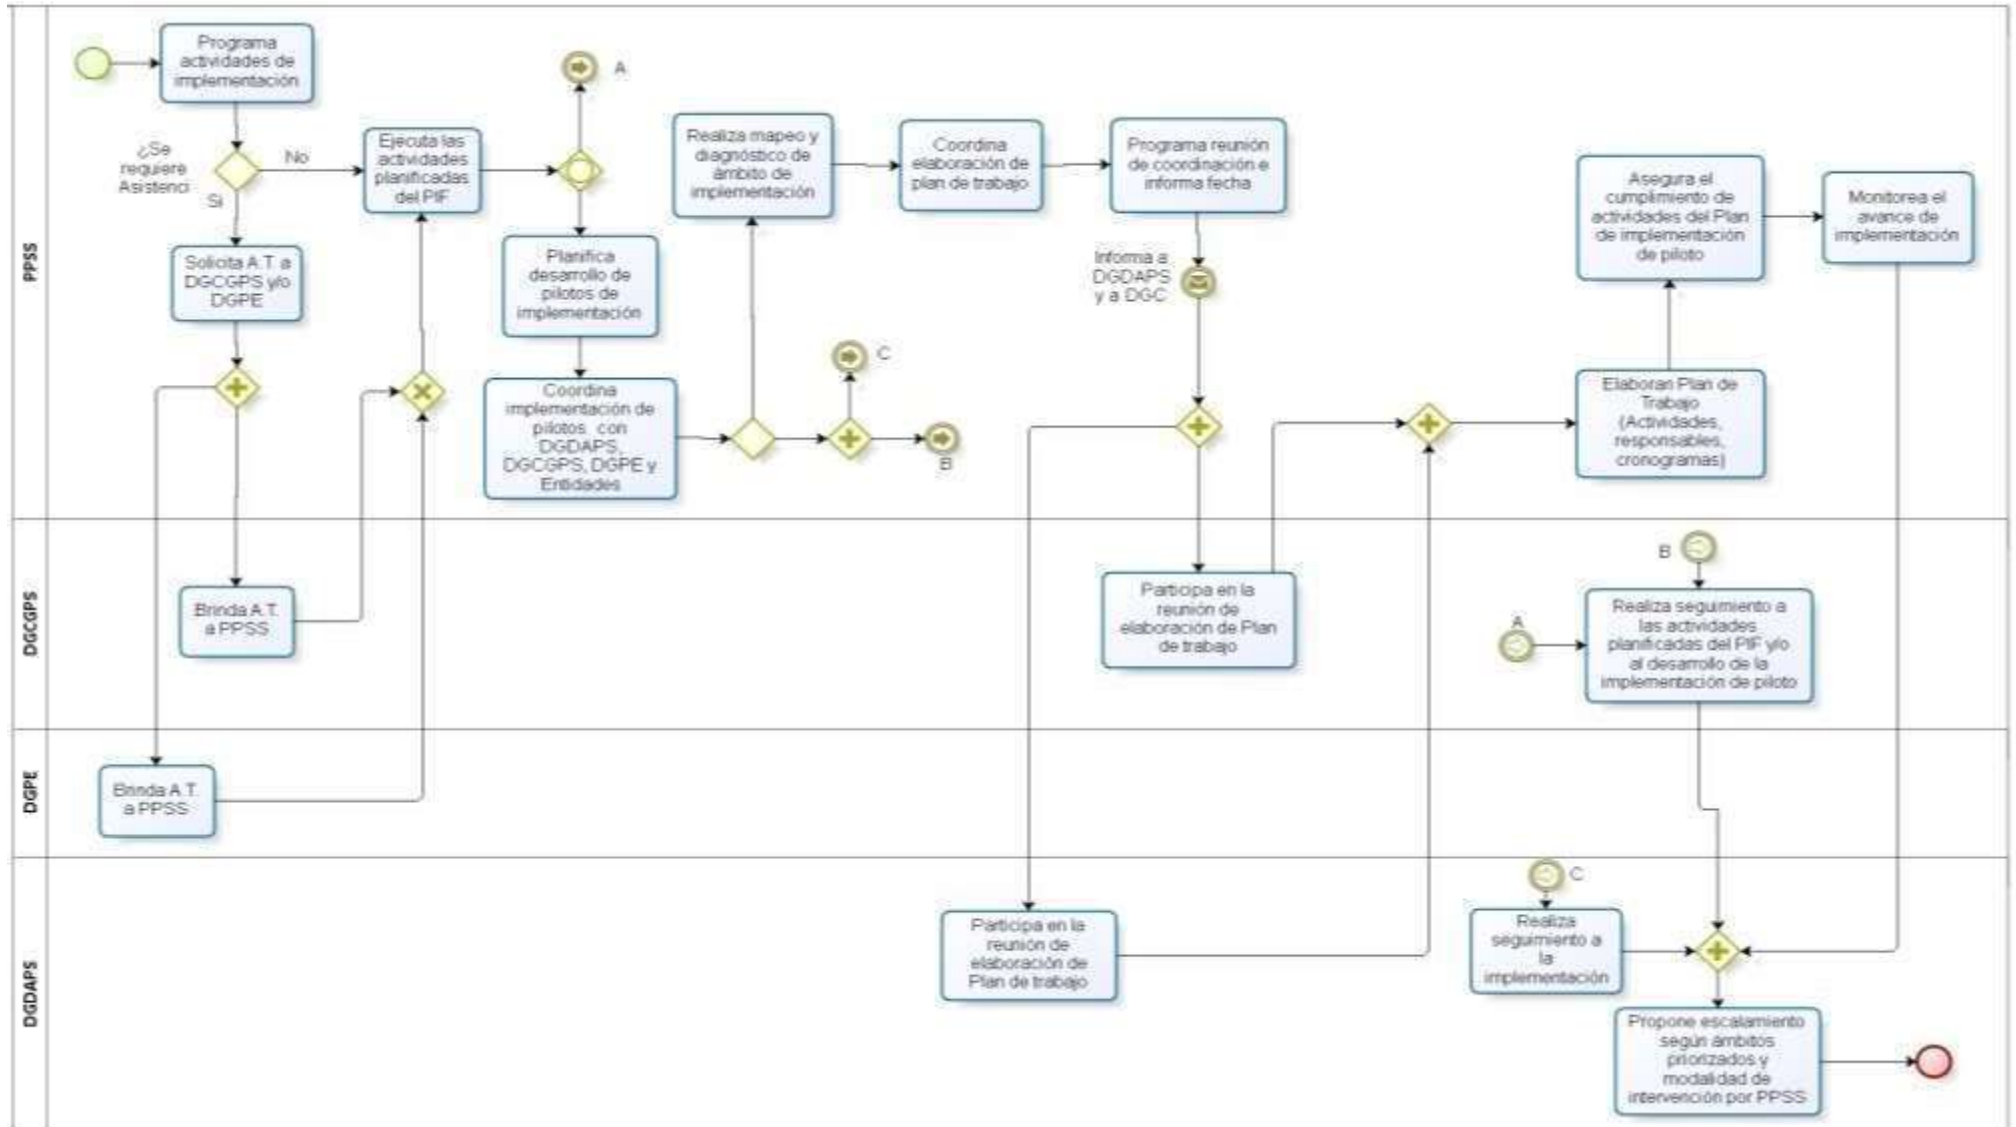 PPSS
Programa
actividades de
implementación
¿Se
requiere
Asistenci
No
Si
Solicita A.T. a
DGCGPS y/o
DGPE
Ejecuta las
actividades
planificadas
del PIF
A
Planifica
desarrollo de
pilotos de
implementación
Coordina
implementación de
pilotos con
DGDAPS,
DGCGPS, DGPE y
Entidades
Realiza mapeo y
diagnóstico de
ámbito de
implementación
C
B
Coordina
elaboración de
plan de trabajo
Programa reunión
de coordinación e
informa fecha
Informa a
DGDAPS
y a DGC
Elaboran Plan de
Trabajo
(Actividades,
responsables,
cronogramas)
Asegura el
cumplimiento de
actividades del Plan
de implementación
de piloto
Monitorea el
avance de
implementación
DGCGPS
Brinda A.T.
a PPSS
Participa en la
reunión de
elaboración de Plan
de trabajo
A
B
Realiza seguimiento a
las actividades
planificadas del PIF y/o
al desarrollo de la
implementación de piloto
DGPE
Brinda A.T.
a PPSS
DGDAPS
Participa en la
reunión de
elaboración de
Plan de trabajo
C
Realiza
seguimiento a
la
implementación
Propone escalamiento
según ámbitos
priorizados y
modalidad de
intervención por PPSS